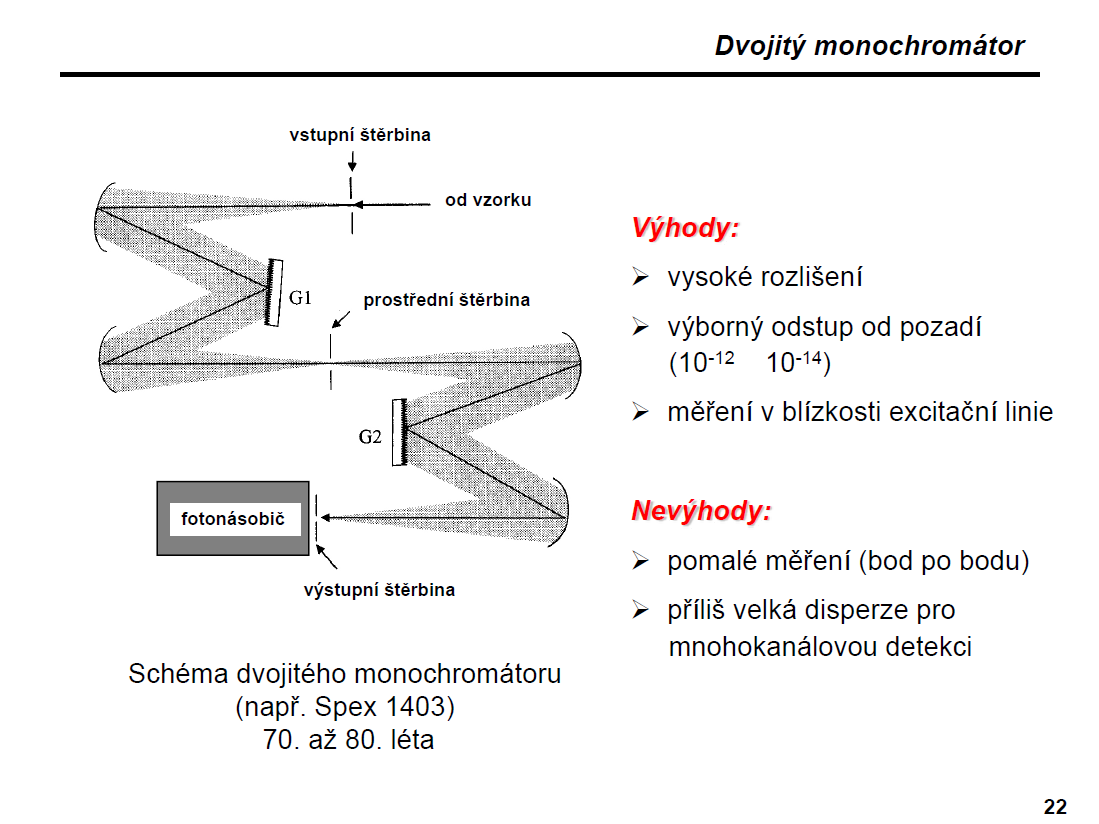 Dvojitý monochromátor
vstupní štěrbina
od vzorku
G1
prostřední štěrbina
G2
fotonásobič
výstupní štěrbina
Schéma dvojitého monochromátoru
(např. Spex 1403)
70. až 80. léta
Výhody:
➢ vysoké rozlišení
➢ výborný odstup od pozadí
(10⁻¹² 10⁻¹⁴)
➢ měření v blízkosti excitační linie
Nevýhody:
➢ pomalé měření (bod po bodu)
➢ příliš velká disperze pro
mnohokanálovou detekci
22